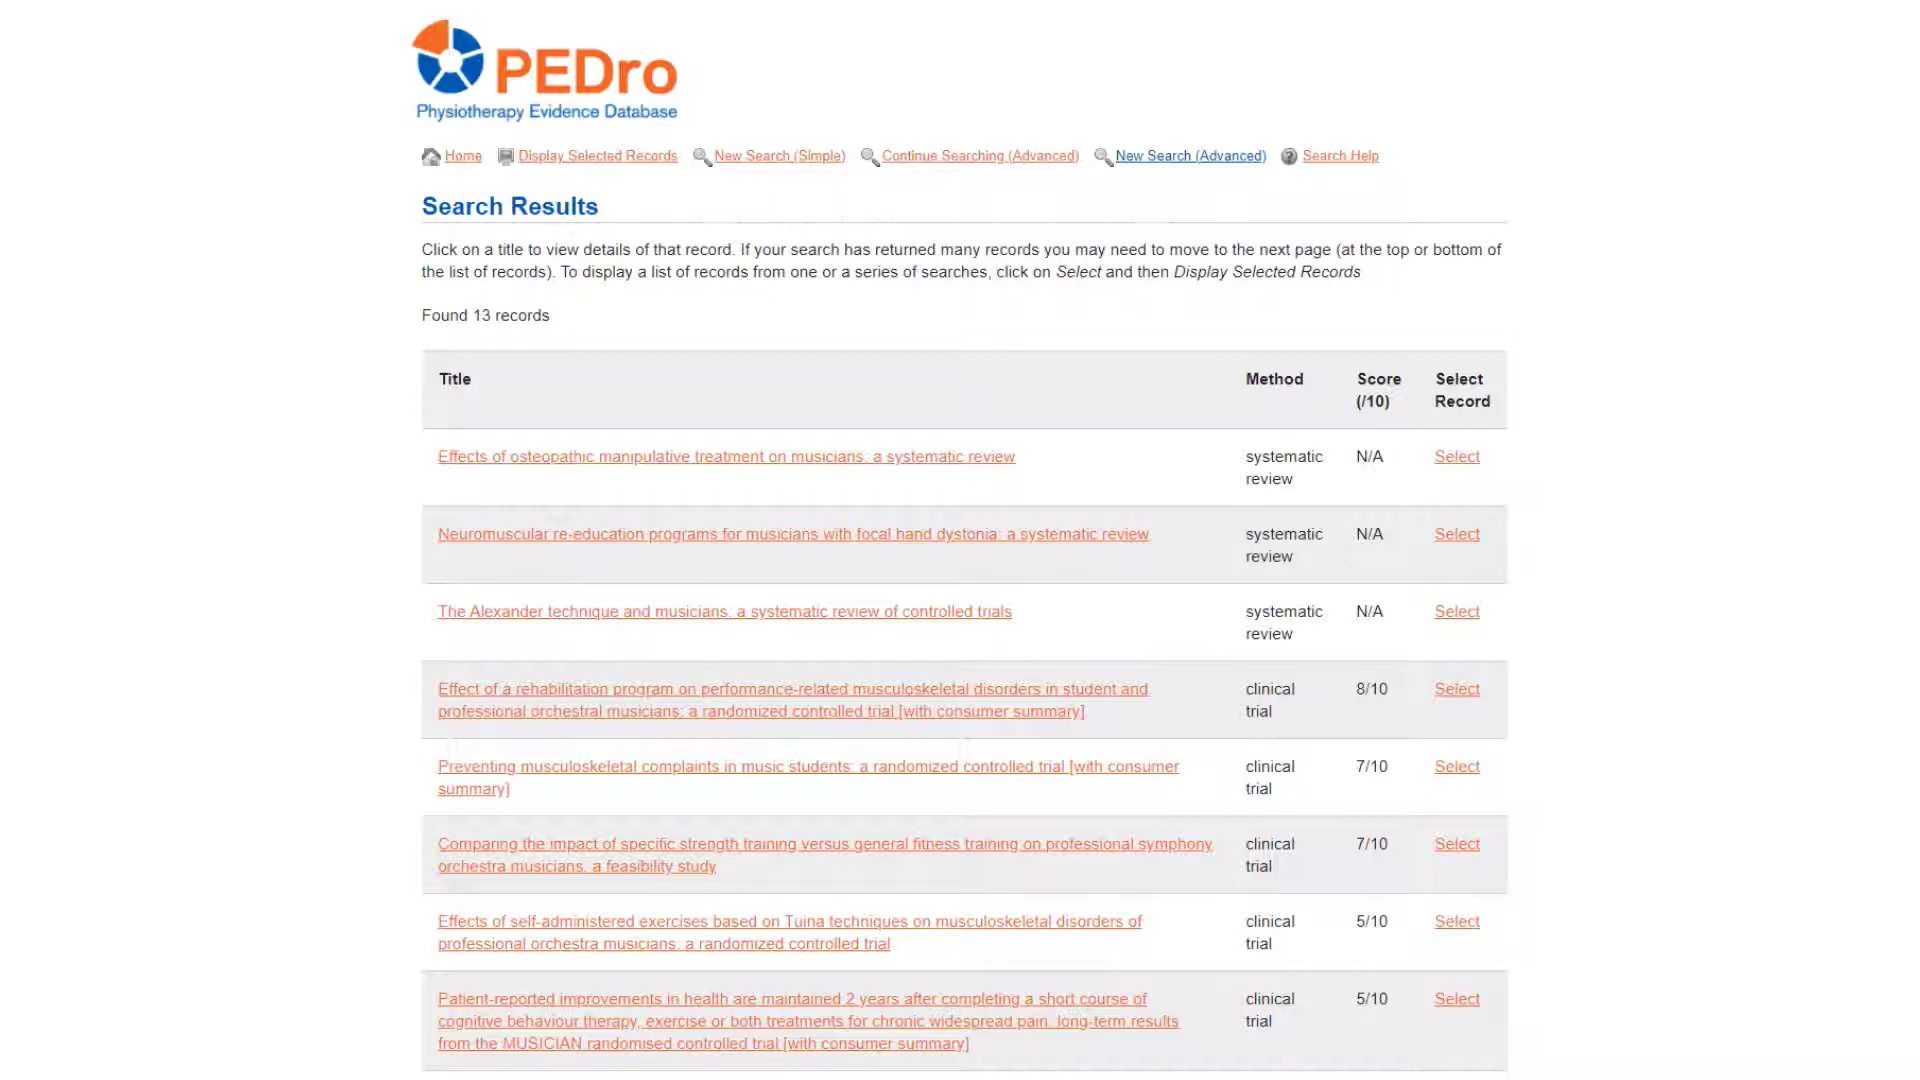 PEDro
Physiotherapy Evidence Database
Home Display Selected Records New Search (Simple) Continue Searching (Advanced) New Search (Advanced) Search Help
Search Results
Click on a title to view details of that record. If your search has returned many records you may need to move to the next page (at the top or bottom of
the list of records). To display a list of records from one or a series of searches, click on Select and then Display Selected Records
Found 13 records
Title Method Score (/10) Select Record
Effects of osteopathic manipulative treatment on musicians: a systematic review systematic review N/A Select
Neuromuscular re-education programs for musicians with focal hand dystonia: a systematic review systematic review N/A Select
The Alexander technique and musicians: a systematic review of controlled trials systematic review N/A Select
Effect of a rehabilitation program on performance-related musculoskeletal disorders in student and
professional orchestral musicians: a randomized controlled trial [with consumer summary] clinical trial 8/10 Select
Preventing musculoskeletal complaints in music students: a randomized controlled trial [with consumer
summary] clinical trial 7/10 Select
Comparing the impact of specific strength training versus general fitness training on professional symphony
orchestra musicians: a feasibility study clinical trial 7/10 Select
Effects of self-administered exercises based on Tuina techniques on musculoskeletal disorders of
professional orchestra musicians: a randomized controlled trial clinical trial 5/10 Select
Patient-reported improvements in health are maintained 2 years after completing a short course of
cognitive behaviour therapy, exercise or both treatments for chronic widespread pain: long-term results
from the MUSICIAN randomised controlled trial [with consumer summary] clinical trial 5/10 Select